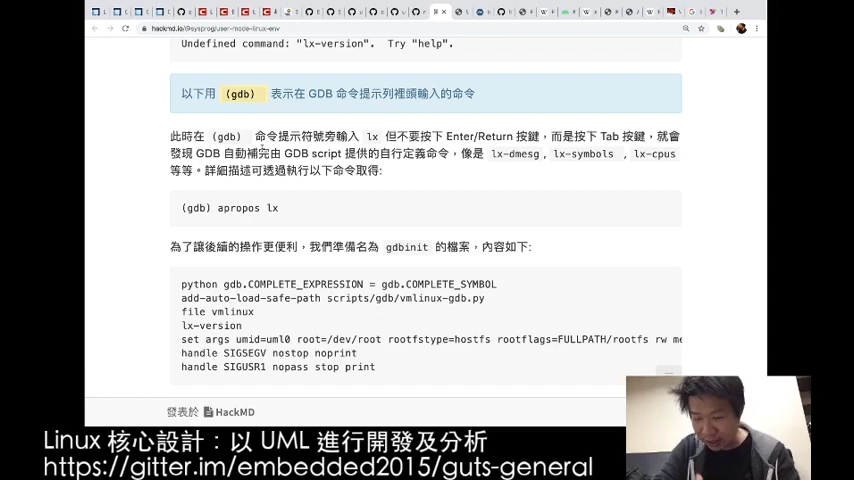 hackmd.io/@sysprog/user-mode-linux-env
Undefined command: "lx-version". Try "help".
以下用 (gdb) 表示在 GDB 命令提示列裡頭輸入的命令
此時在 (gdb) 命令提示符號旁輸入 lx 但不要按下 Enter/Return 按鍵，而是按下 Tab 按鍵，就會
發現 GDB 自動補完由 GDB script 提供的自行定義命令，像是 lx-dmesg , lx-symbols , lx-cpus
等等。詳細描述可透過執行以下命令取得:
(gdb) apropos lx
為了讓後續的操作更便利，我們準備名為 gdbinit 的檔案，內容如下:
python gdb.COMPLETE_EXPRESSION = gdb.COMPLETE_SYMBOL
add-auto-load-safe-path scripts/gdb/vmlinux-gdb.py
file vmlinux
lx-version
set args umid=uml0 root=/dev/root rootfstype=hostfs rootflags=FULLPATH/rootfs rw me
handle SIGSEGV nostop noprint
handle SIGUSR1 nopass stop print
發表於 HackMD
Linux 核心設計：以 UML 進行開發及分析
https://gitter.im/embedded2015/guts-general